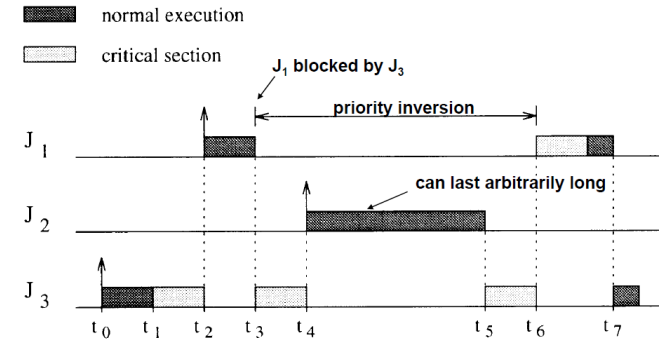 normal execution
critical section
J1 blocked by J3
priority inversion
J1
can last arbitrarily long
J2
J3
t0 t1 t2 t3 t4 t5 t6 t7